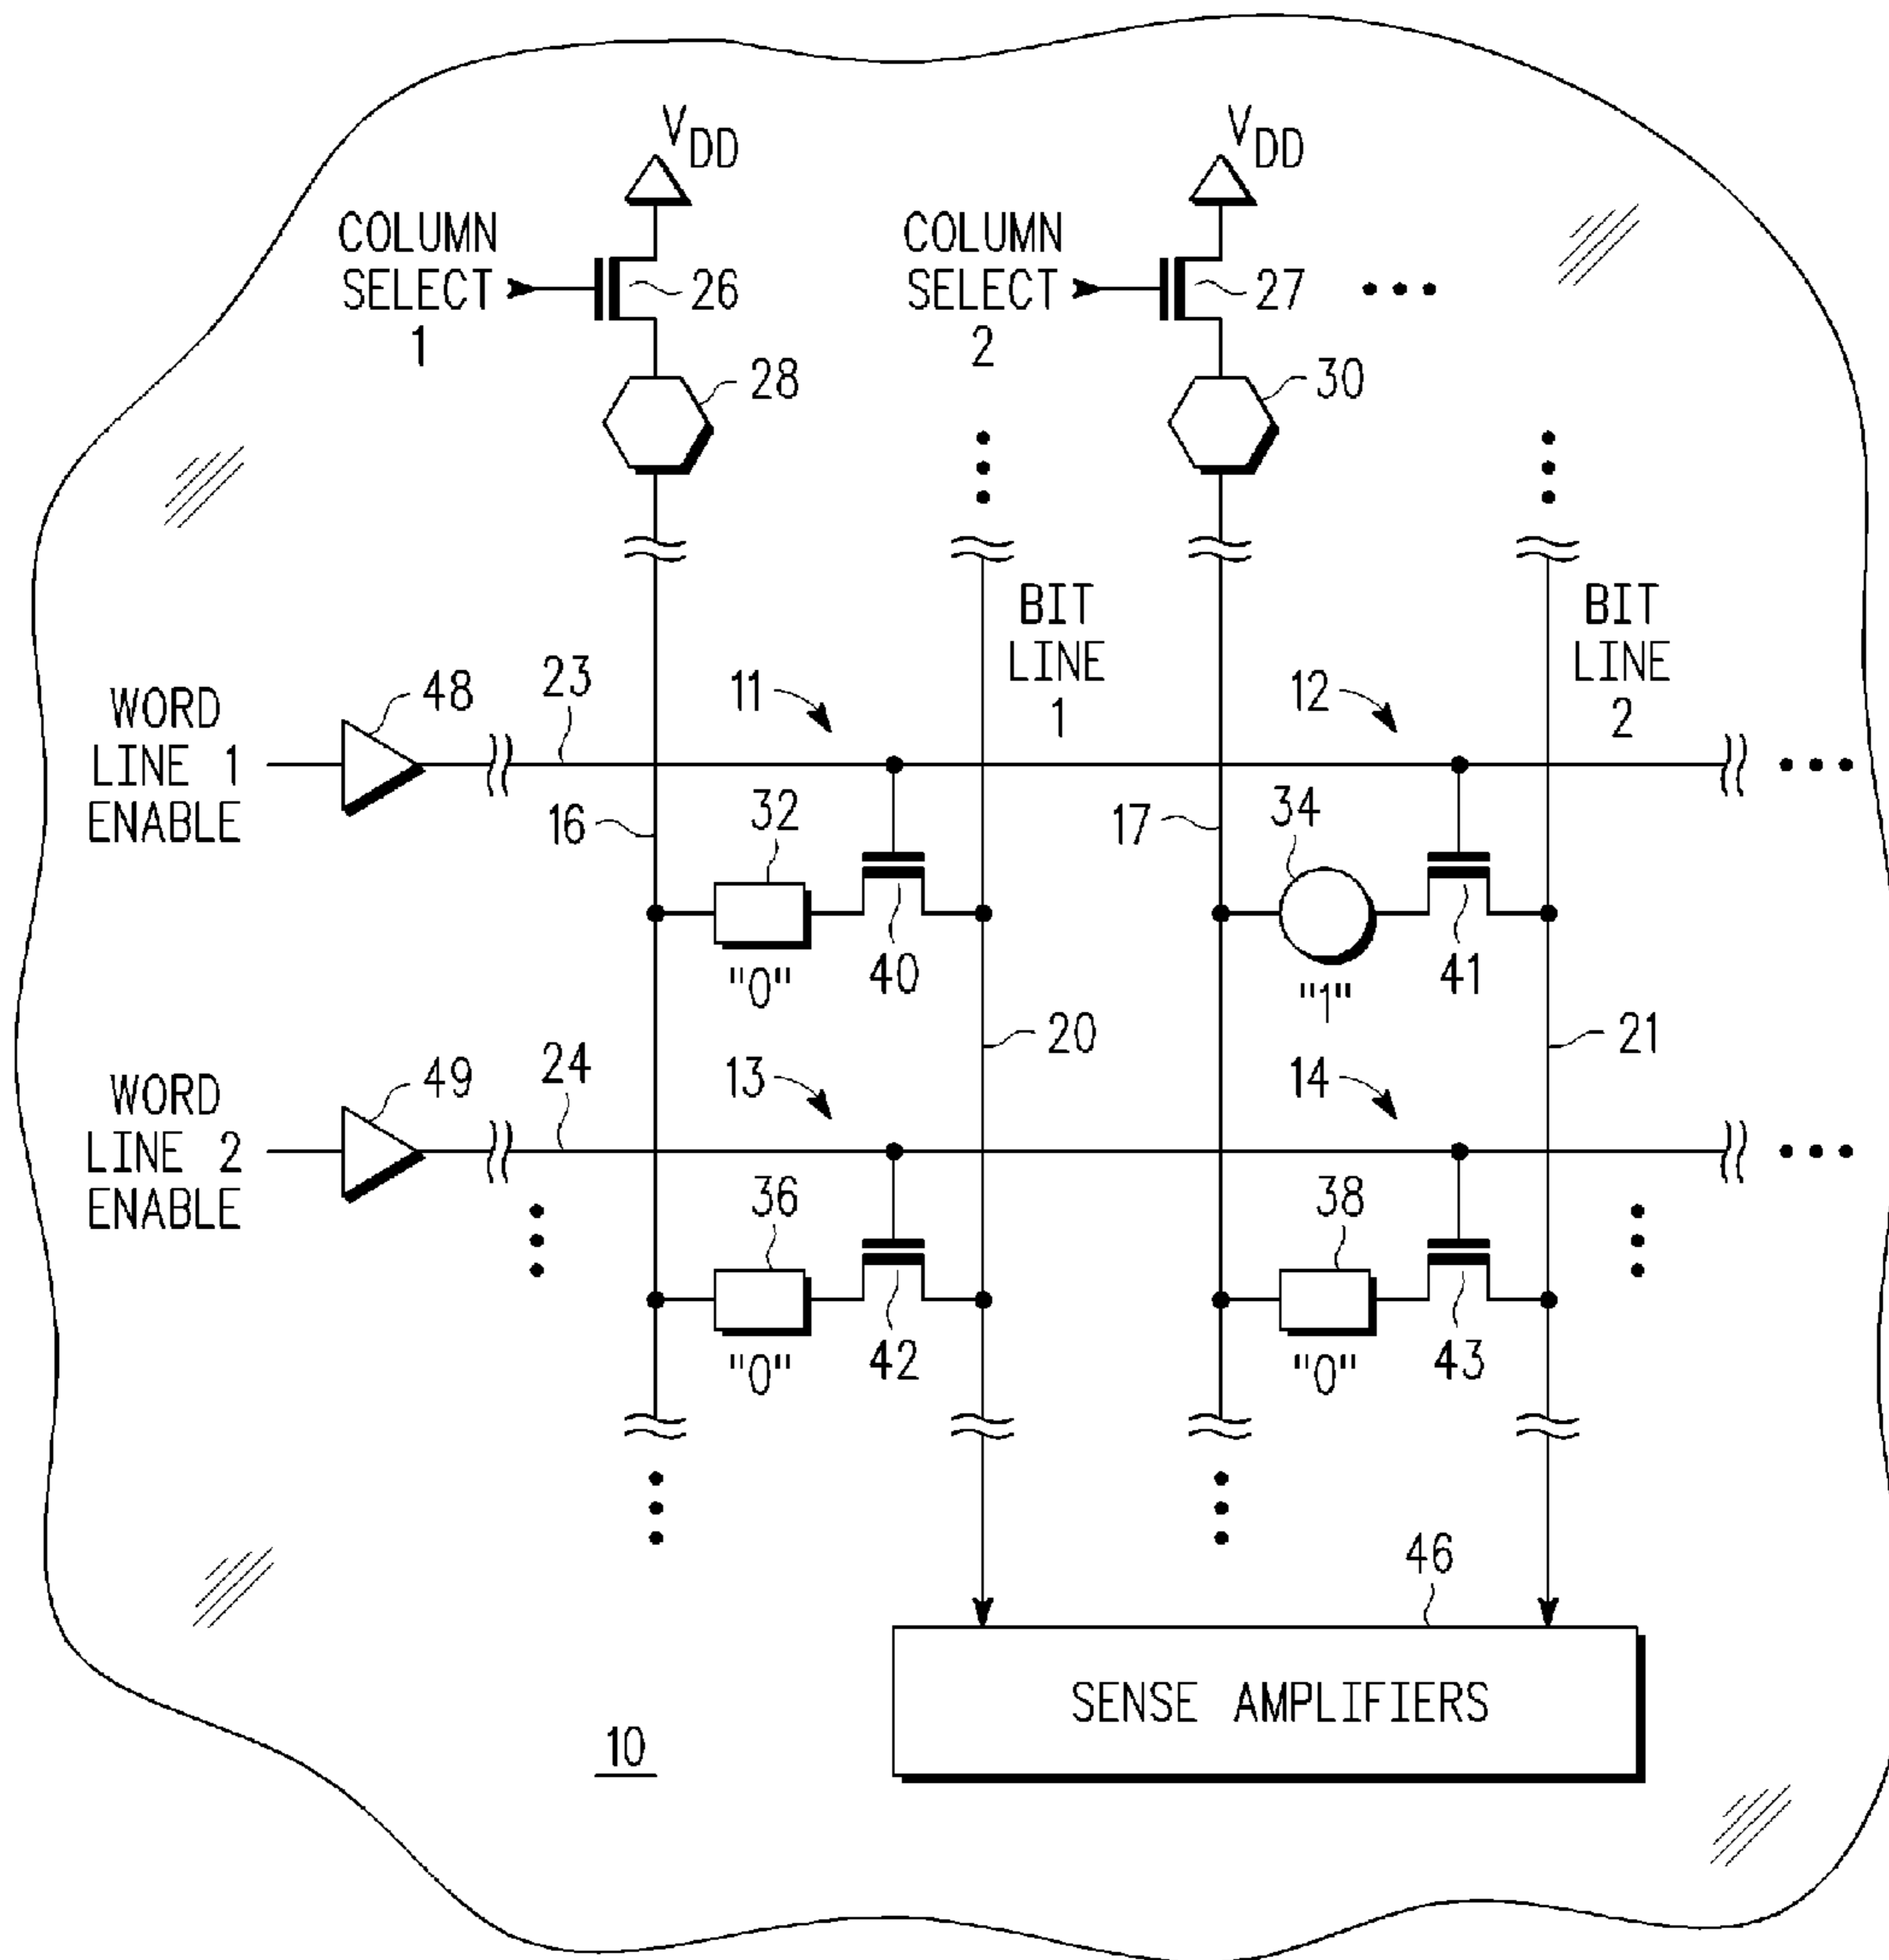 VDD
VDD
COLUMN
SELECT
1
26
COLUMN
SELECT
2
27
28
30
BIT
LINE
1
BIT
LINE
2
WORD
LINE 1
ENABLE
48
23
11
12
16
32
17
34
"0"
40
"1"
41
20
21
WORD
LINE 2
ENABLE
49
24
13
14
36
38
"0"
42
"0"
43
46
SENSE AMPLIFIERS
10